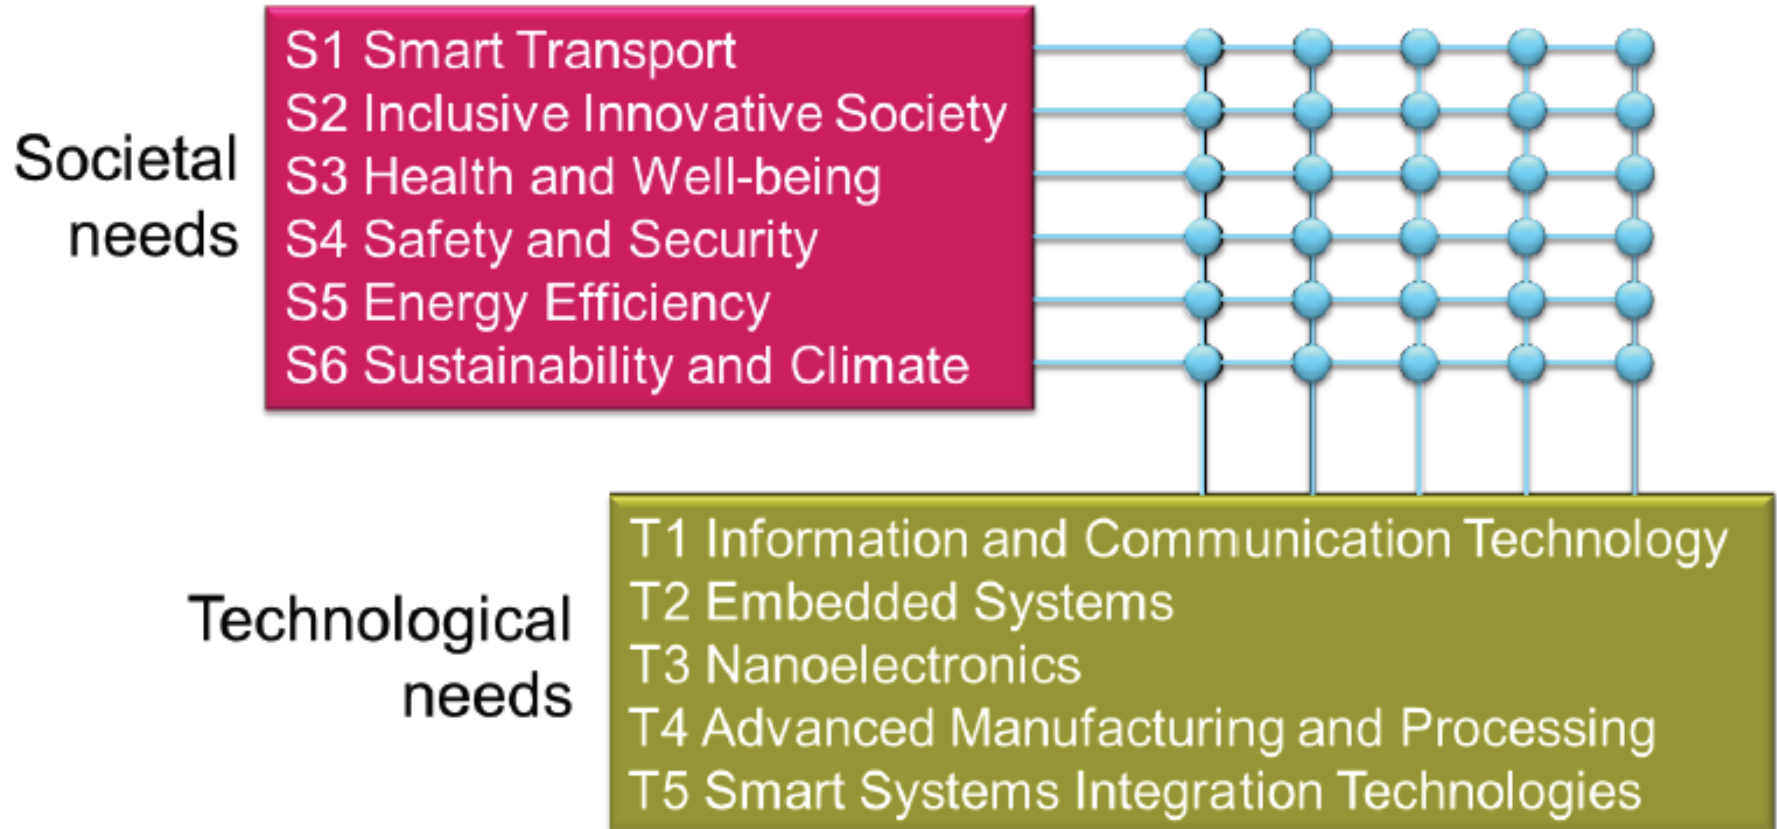 Societal
needs
S1 Smart Transport
S2 Inclusive Innovative Society
S3 Health and Well-being
S4 Safety and Security
S5 Energy Efficiency
S6 Sustainability and Climate
Technological
needs
T1 Information and Communication Technology
T2 Embedded Systems
T3 Nanoelectronics
T4 Advanced Manufacturing and Processing
T5 Smart Systems Integration Technologies